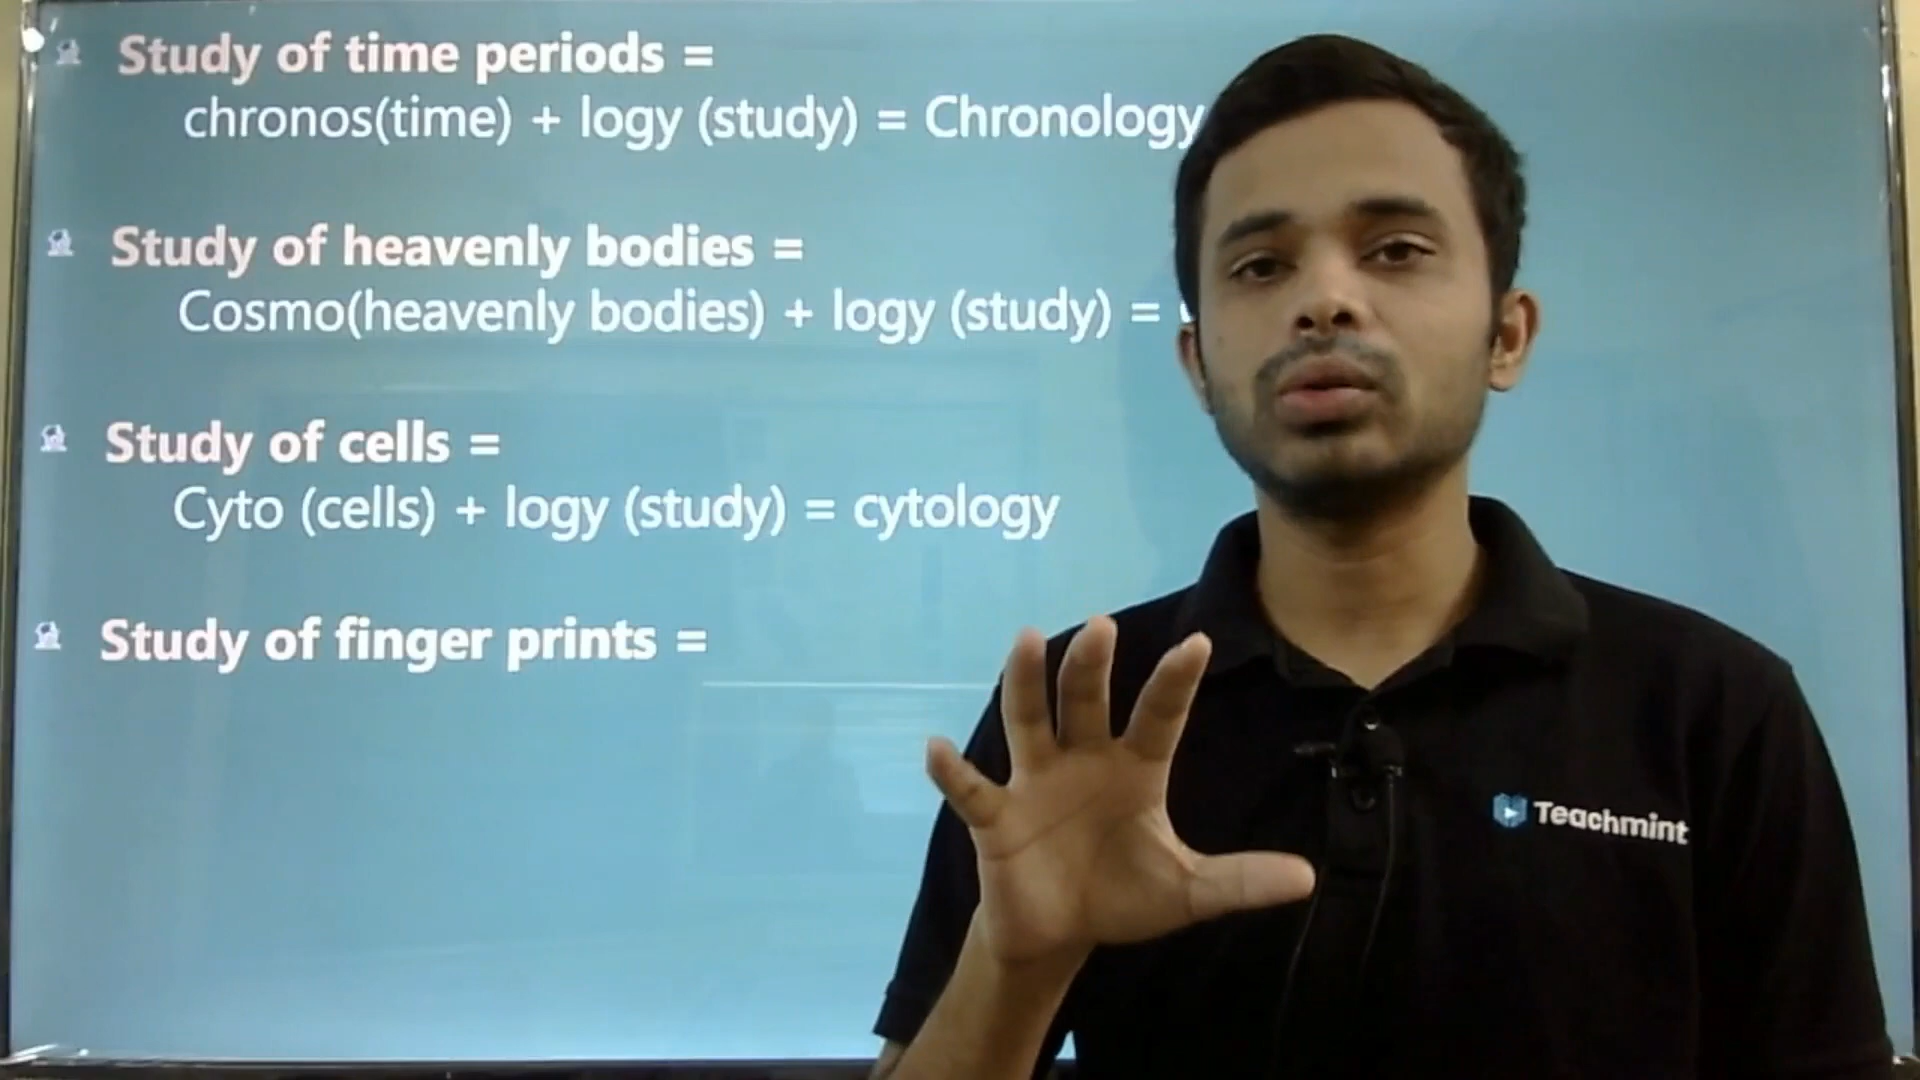 Study of time periods =
chronos(time) + logy (study) = Chronology
Study of heavenly bodies =
Cosmo(heavenly bodies) + logy (study) =
Study of cells =
Cyto (cells) + logy (study) = cytology
Study of finger prints =
Teachmint